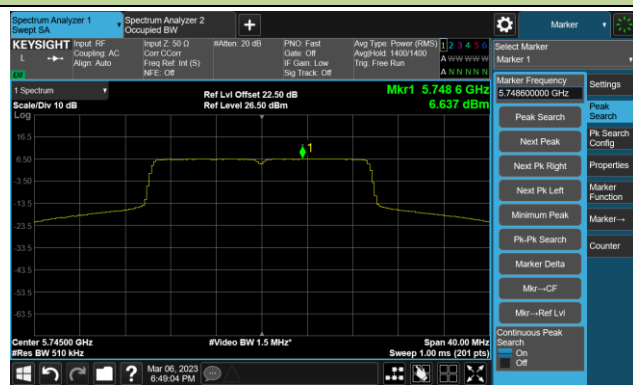 Spectrum Analyzer 1
Swept SA
Spectrum Analyzer 2
Occupied BW
Marker
KEYSIGHT
Input: RF
Coupling: AC
Align: Auto
Input Z: 50 Ω
Corr CCorr
Freq Ref: Int (S)
NFE: Off
#Atten: 20 dB
PNO: Fast
Gate: Off
IF Gain: Low
Sig Track: Off
Avg Type: Power (RMS)
Avg|Hold: 1400/1400
Trig: Free Run
1 2 3 4 5 6
A W W W W W
A N N N N N
L
1 Spectrum
Scale/Div 10 dB
Log
Ref Lvl Offset 22.50 dB
Ref Level 26.50 dBm
Mkr1 5.748 6 GHz
6.637 dBm
16.5
6.50
-3.50
-13.5
-23.5
-33.5
-43.5
-53.5
-63.5
1
Center 5.74500 GHz
#Res BW 510 kHz
#Video BW 1.5 MHz*
Span 40.00 MHz
Sweep 1.00 ms (201 pts)
Mar 06, 2023
6:49:04 PM
Select Marker
Marker 1
Marker Frequency
5.748600000 GHz
Peak Search
Next Peak
Next Pk Right
Next Pk Left
Minimum Peak
Pk-Pk Search
Marker Delta
Mkr→CF
Mkr→Ref Lvl
Continuous Peak
Search
On
Off
Settings
Peak
Search
Pk Search
Config
Properties
Marker
Function
Marker→
Counter